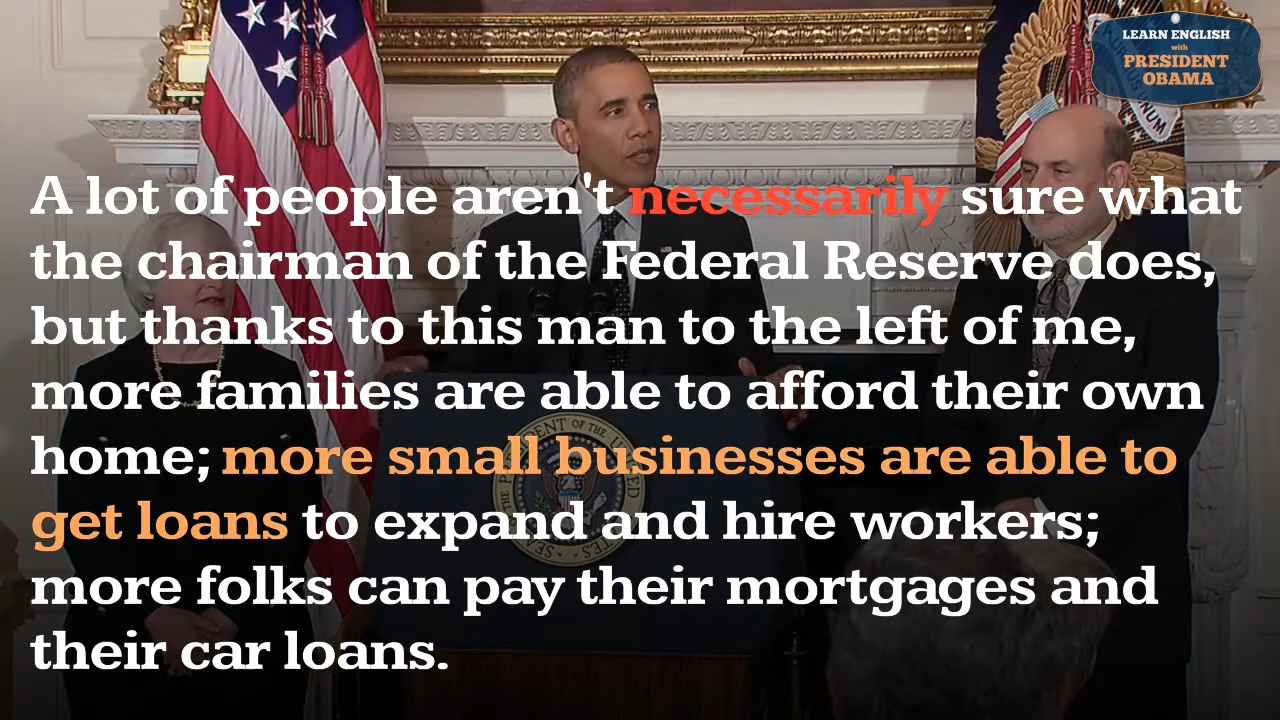 LEARN ENGLISH
with
PRESIDENT
OBAMA
A lot of people aren't necessarily sure what
the chairman of the Federal Reserve does,
but thanks to this man to the left of me,
more families are able to afford their own
home; more small businesses are able to
get loans to expand and hire workers;
more folks can pay their mortgages and
their car loans.